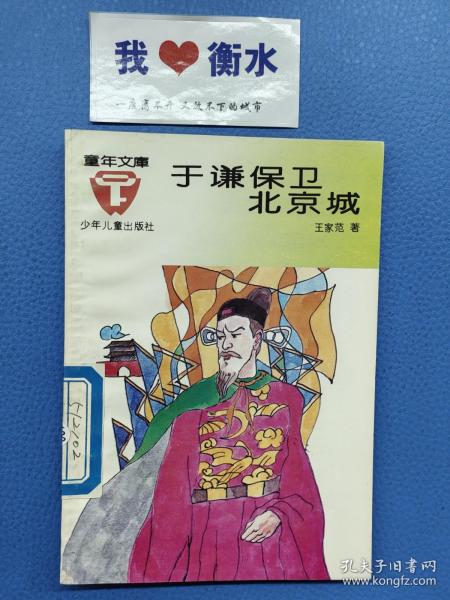 我❤衡水
一座离不开 又放不下的城市
童年文庫
少年儿童出版社
于谦保卫
北京城
王家范 著
孔夫子旧书网
www.kongfz.com